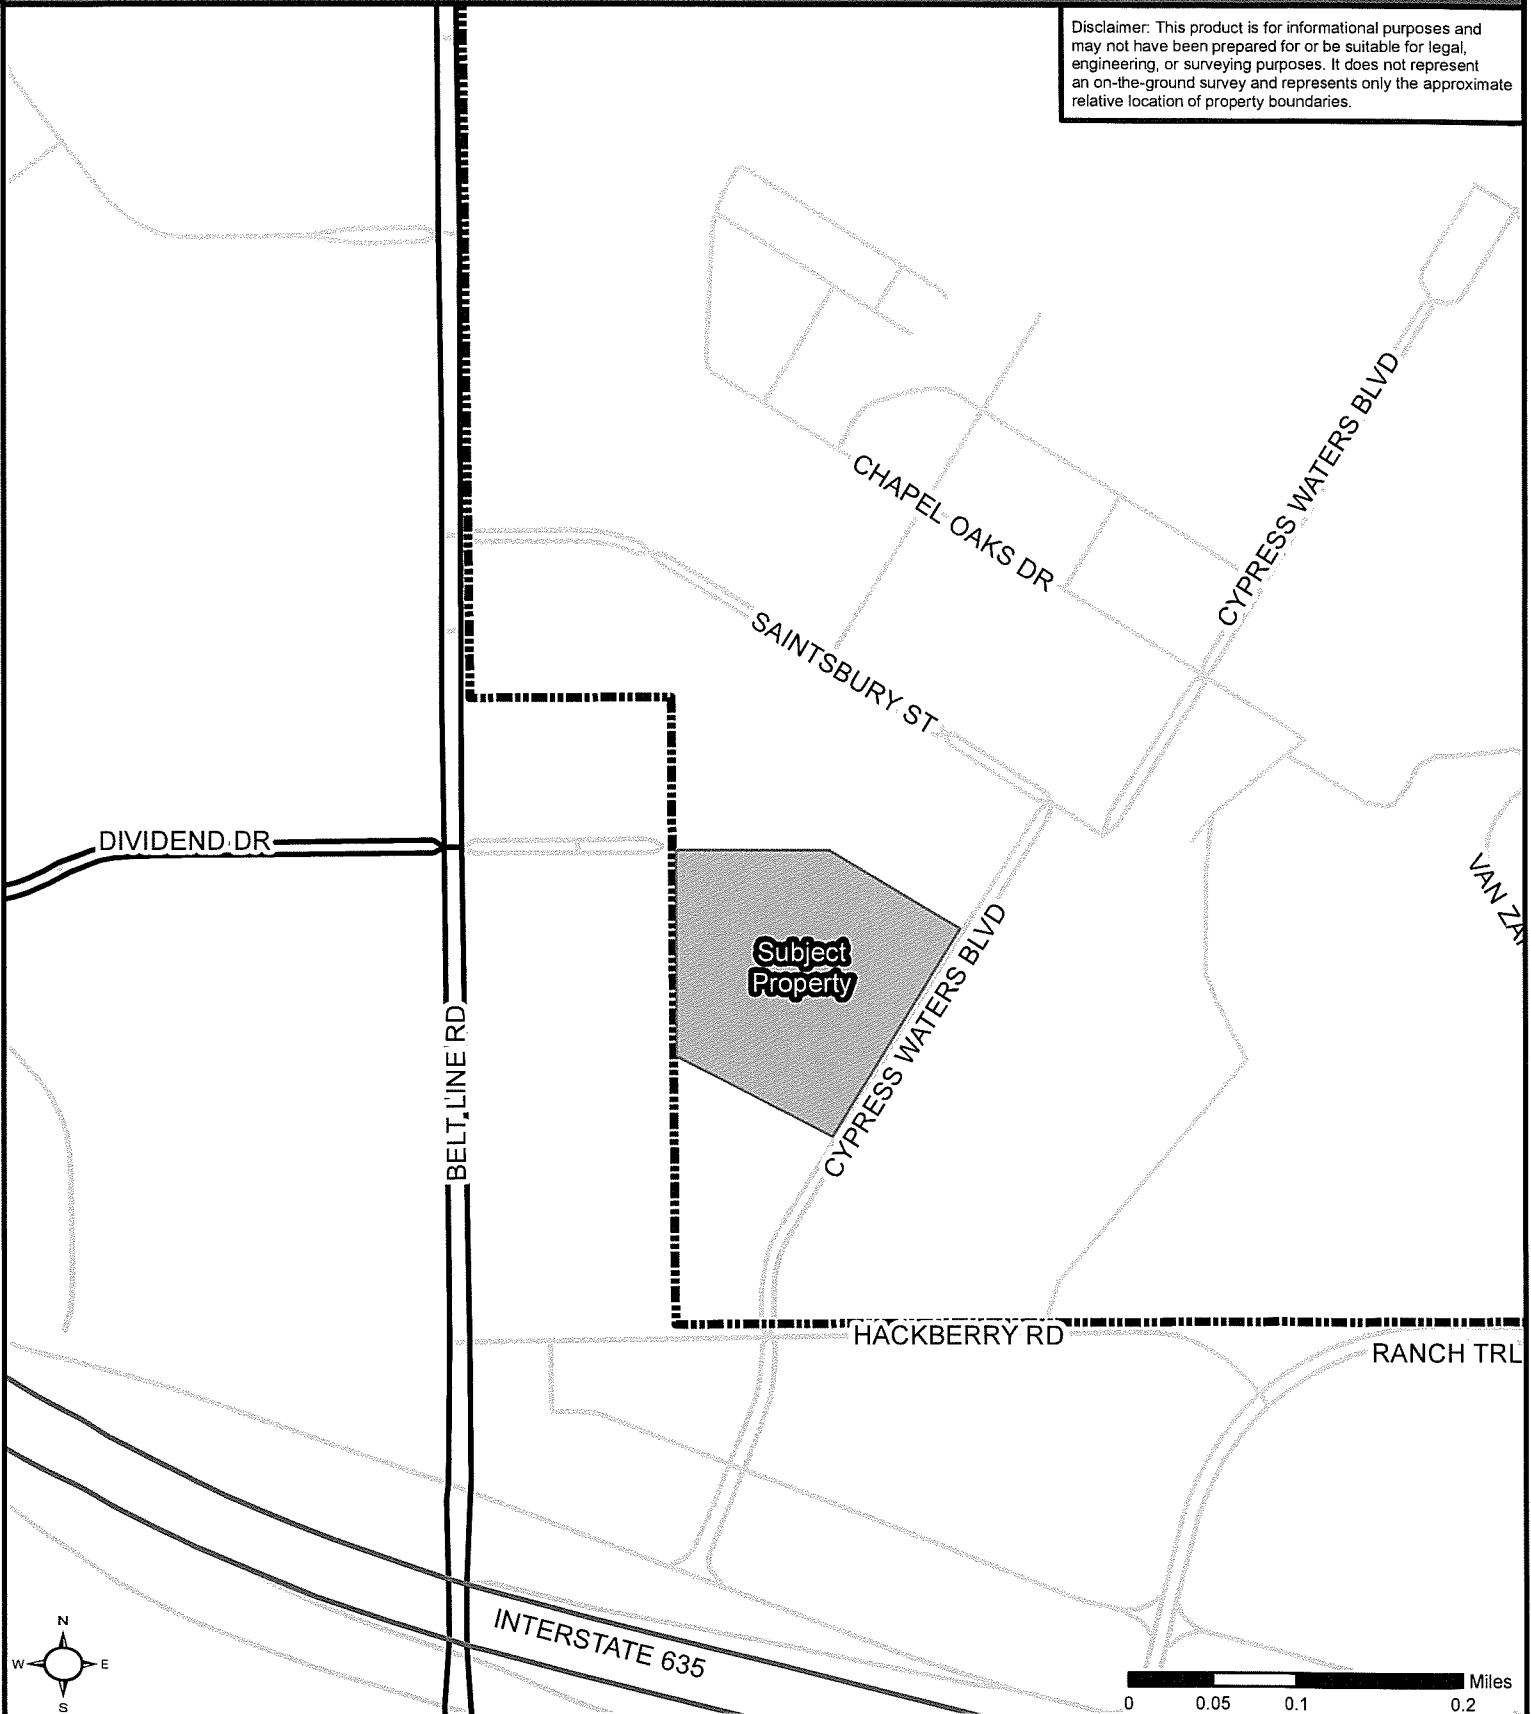 Disclaimer: This product is for informational purposes and
may not have been prepared for or be suitable for legal,
engineering, or surveying purposes. It does not represent
an on-the-ground survey and represents only the approximate
relative location of property boundaries.
CYPRESS WATERS BLVD
CHAPEL OAKS DR
SAINTSBURY ST
DIVIDEND DR
VAN ZA
Subject
Property
CYPRESS WATERS BLVD
BELT LINE RD
HACKBERRY RD
RANCH TRL
INTERSTATE 635
N
W E
S
Miles
0 0.05 0.1 0.2